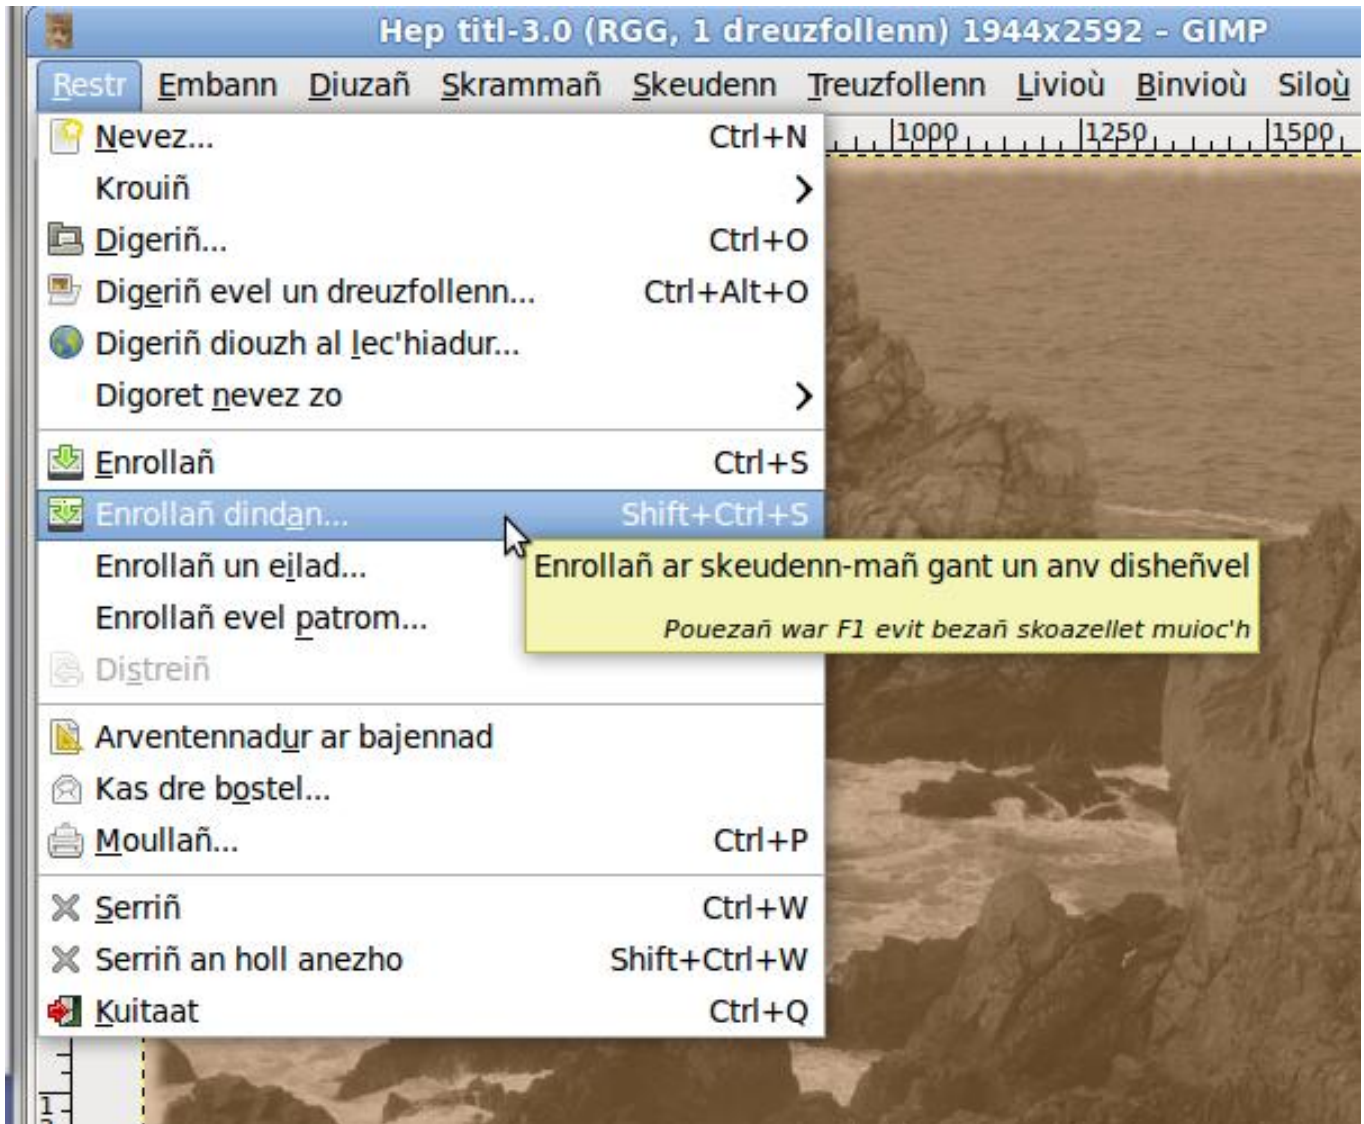 Hep titl-3.0 (RGG, 1 dreuzfollenn) 1944x2592 – GIMP
Restr Embann Diuzañ Skrammañ Skeudenn Treuzfollenn Livioù Binvioù Siloù
1000 1250 1500
Nevez... Ctrl+N
Krouiñ
Digeriñ... Ctrl+O
Digeriñ evel un dreuzfollenn... Ctrl+Alt+O
Digeriñ diouzh al lec'hiadur...
Digoret nevez zo
Enrollañ Ctrl+S
Enrollañ dindan... Shift+Ctrl+S
Enrollañ un eilad...
Enrollañ ar skeudenn-mañ gant un anv disheñvel
Enrollañ evel patrom...
Pouezañ war F1 evit bezañ skoazellet muioc'h
Distreiñ
Arventennadur ar bajennad
Kas dre bostel...
Moullañ... Ctrl+P
Serriñ Ctrl+W
Serriñ an holl anezho Shift+Ctrl+W
Kuitaat Ctrl+Q